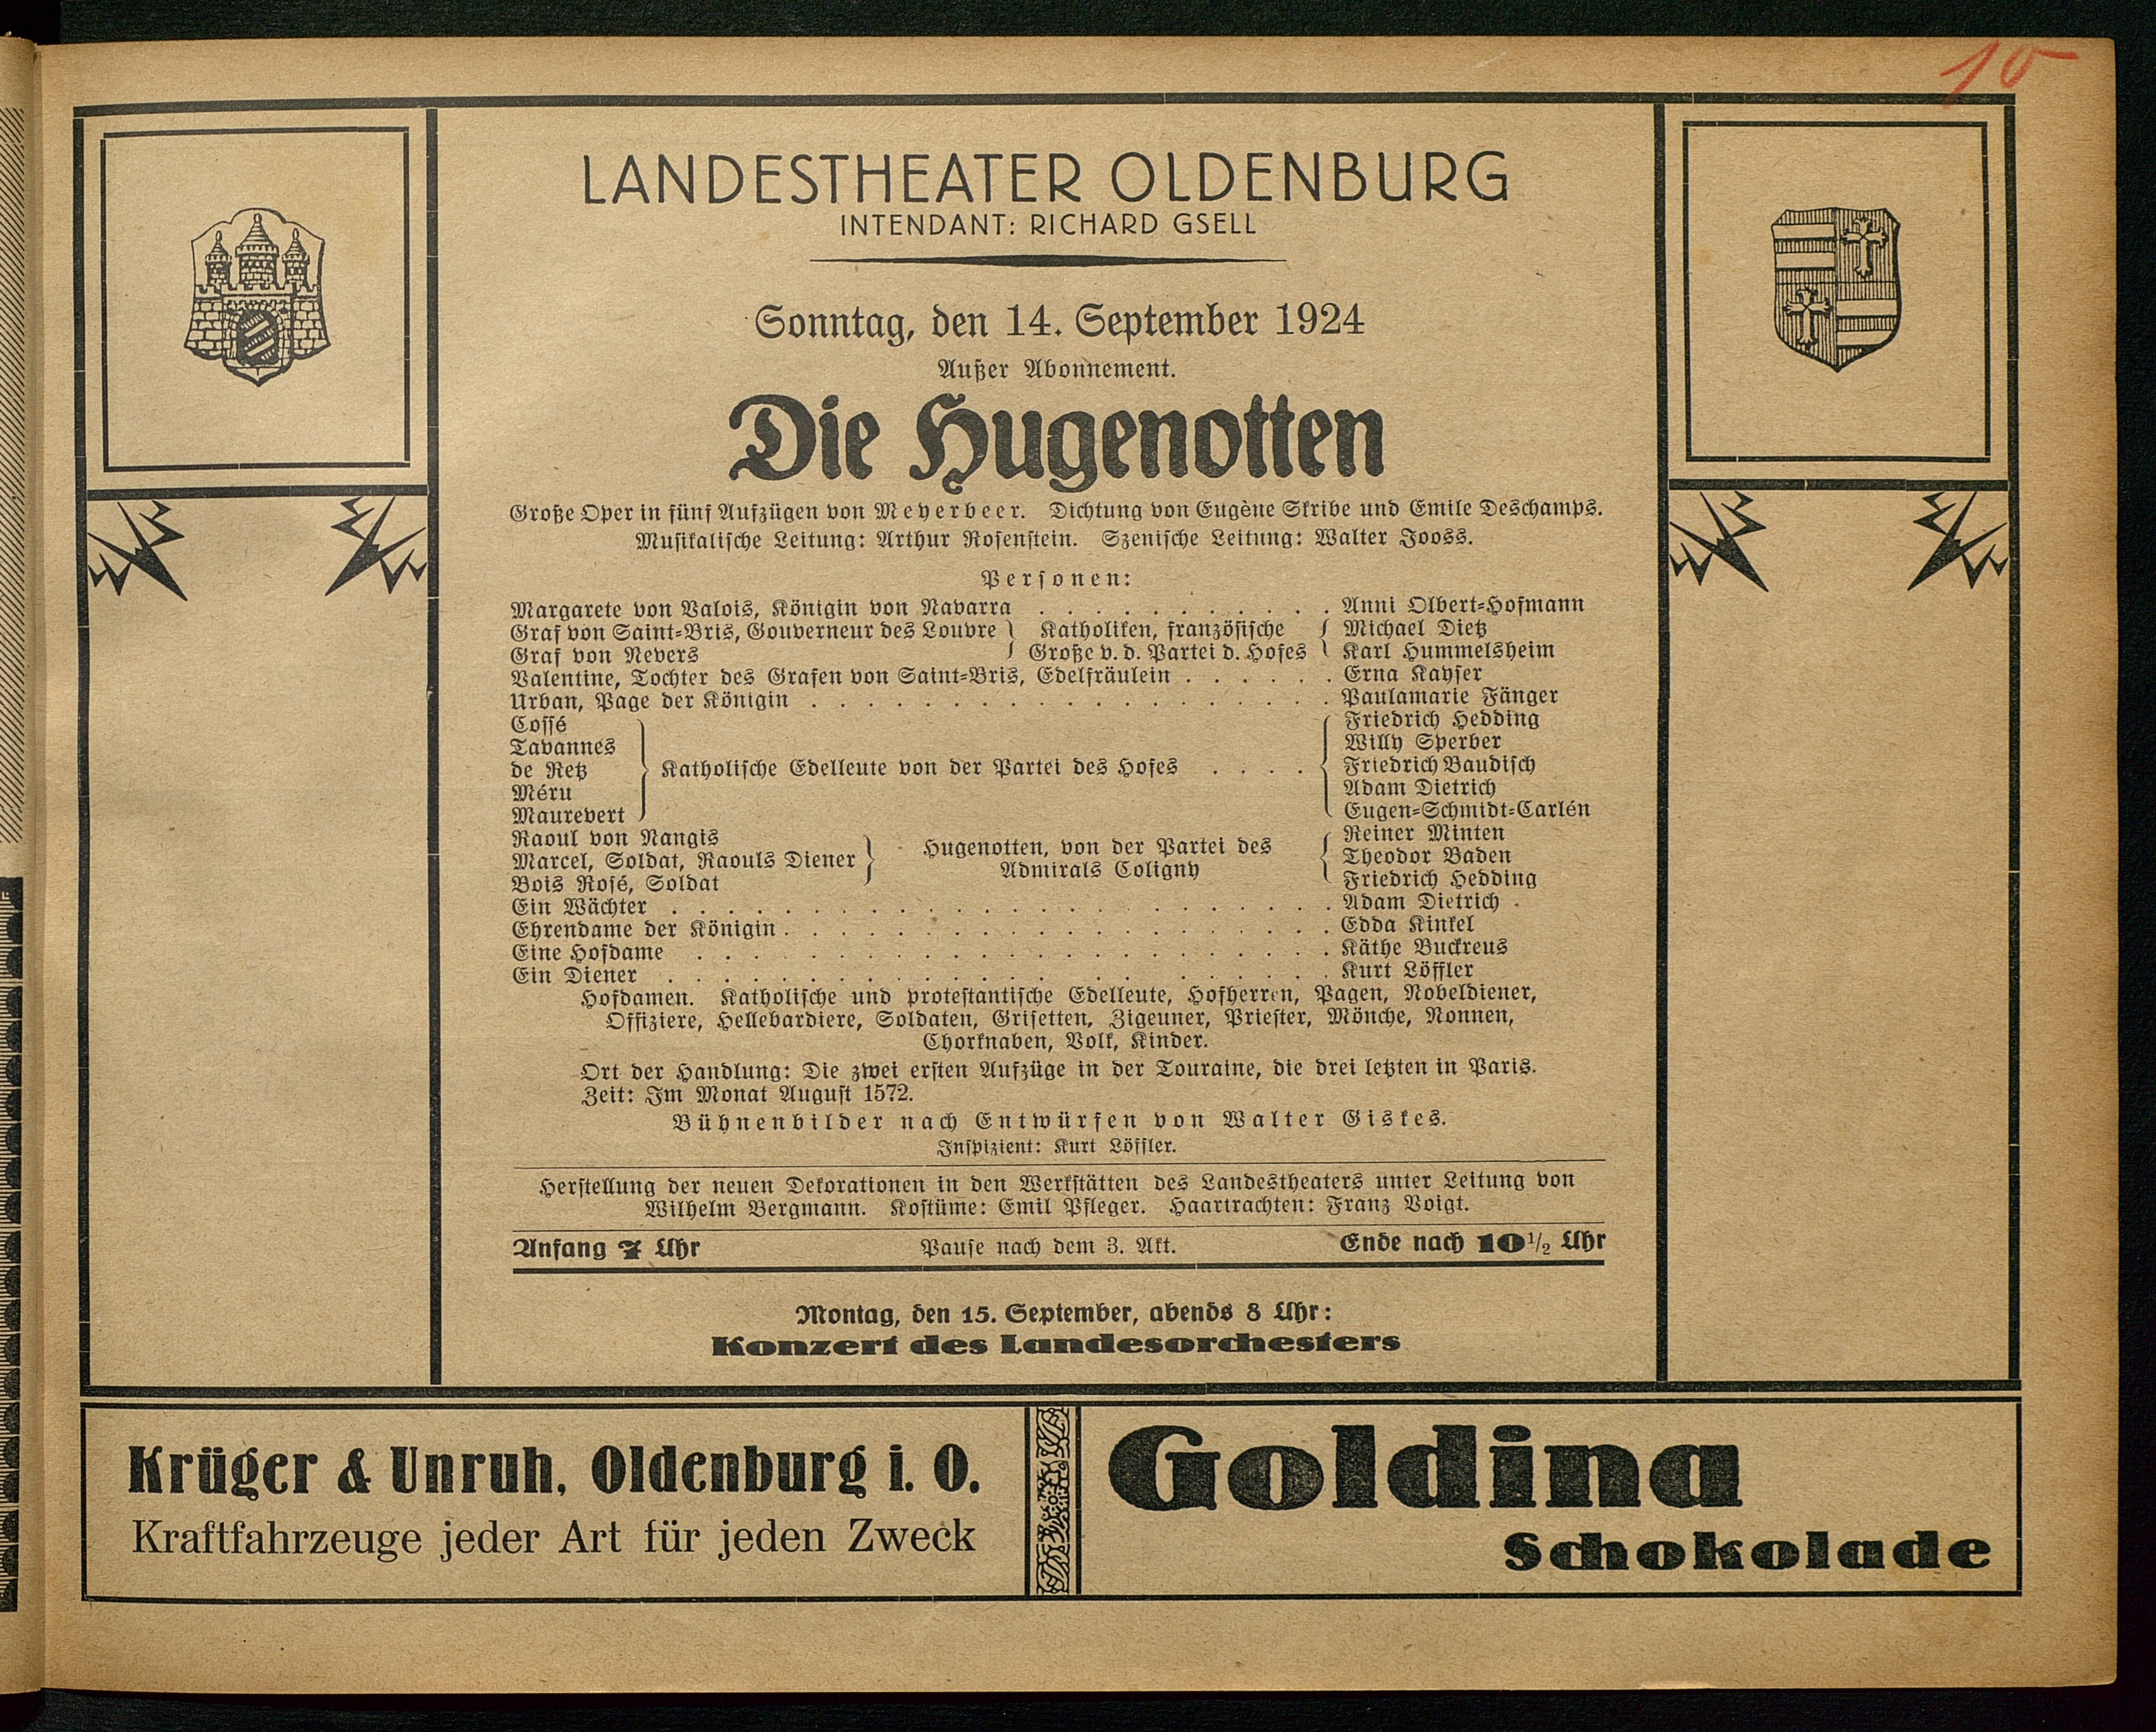 10
LANDESTHEATER OLDENBURG
INTENDANT: RICHARD GSELL
Sonntag, den 14. September 1924
Außer Abonnement.
Die Hugenotten
Große Oper in fünf Aufzügen von Meyerbeer. Dichtung von Eugène Skribe und Emile Deschamps.
Musikalische Leitung: Arthur Rosenstein. Szenische Leitung: Walter Jooss.
Personen:
Margarete von Valois, Königin von Navarra . . . . . . . . . . . Anni Olbert-Hofmann
Graf von Saint-Bris, Gouverneur des Louvre } Katholiken, französische { Michael Dietz
Graf von Nevers } Große v. d. Partei d. Hofes { Karl Hummelsheim
Valentine, Tochter des Grafen von Saint-Bris, Edelfräulein . . . . . . Erna Kayser
Urban, Page der Königin . . . . . . . . . . . . . . . . . . . Paulamarie Fänger
Cossé Friedrich Hedding
Tavannes Willy Sperber
de Retz } Katholische Edelleute von der Partei des Hofes . . . . { Friedrich Baudisch
Méru Adam Dietrich
Maurevert Eugen-Schmidt-Carlén
Raoul von Nangis Reiner Minten
Marcel, Soldat, Raouls Diener } Hugenotten, von der Partei des Admirals Coligny { Theodor Baden
Bois Rosé, Soldat Friedrich Hedding
Ein Wächter . . . . . . . . . . . . . . . . . . . . . . . . Adam Dietrich
Ehrendame der Königin . . . . . . . . . . . . . . . . . . . . Edda Kinkel
Eine Hofdame . . . . . . . . . . . . . . . . . . . . . . . Käthe Buckreus
Ein Diener . . . . . . . . . . . . . . . . . . . . . . . . Kurt Löffler
Hofdamen. Katholische und protestantische Edelleute, Hofherren, Pagen, Nobeldiener,
Offiziere, Hellebardiere, Soldaten, Grisetten, Zigeuner, Priester, Mönche, Nonnen,
Chorknaben, Volk, Kinder.
Ort der Handlung: Die zwei ersten Aufzüge in der Touraine, die drei letzten in Paris.
Zeit: Im Monat August 1572.
Bühnenbilder nach Entwürfen von Walter Giskes.
Inspizient: Kurt Löffler.
Herstellung der neuen Dekorationen in den Werkstätten des Landestheaters unter Leitung von
Wilhelm Bergmann. Kostüme: Emil Pfleger. Haartrachten: Franz Voigt.
Anfang 7 Uhr Pause nach dem 3. Akt. Ende nach 10 1/2 Uhr
Montag, den 15. September, abends 8 Uhr:
Konzert des Landesorchesters
Krüger & Unruh, Oldenburg i. O.
Kraftfahrzeuge jeder Art für jeden Zweck
Goldina
Schokolade